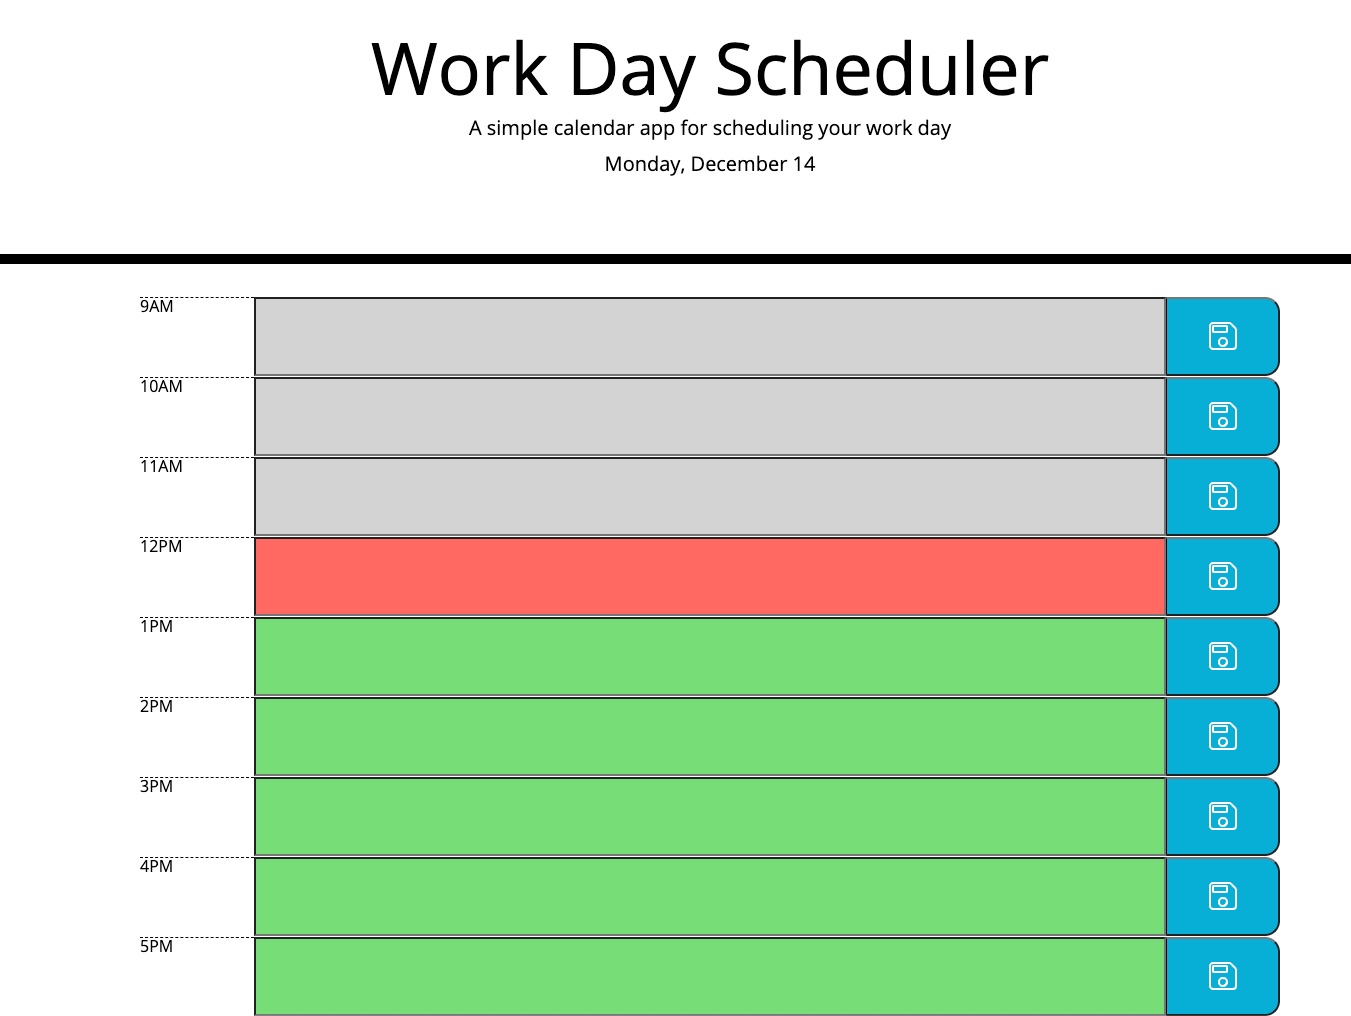 Work Day Scheduler
A simple calendar app for scheduling your work day
Monday, December 14
9AM
10AM
11AM
12PM
1PM
2PM
3PM
4PM
5PM